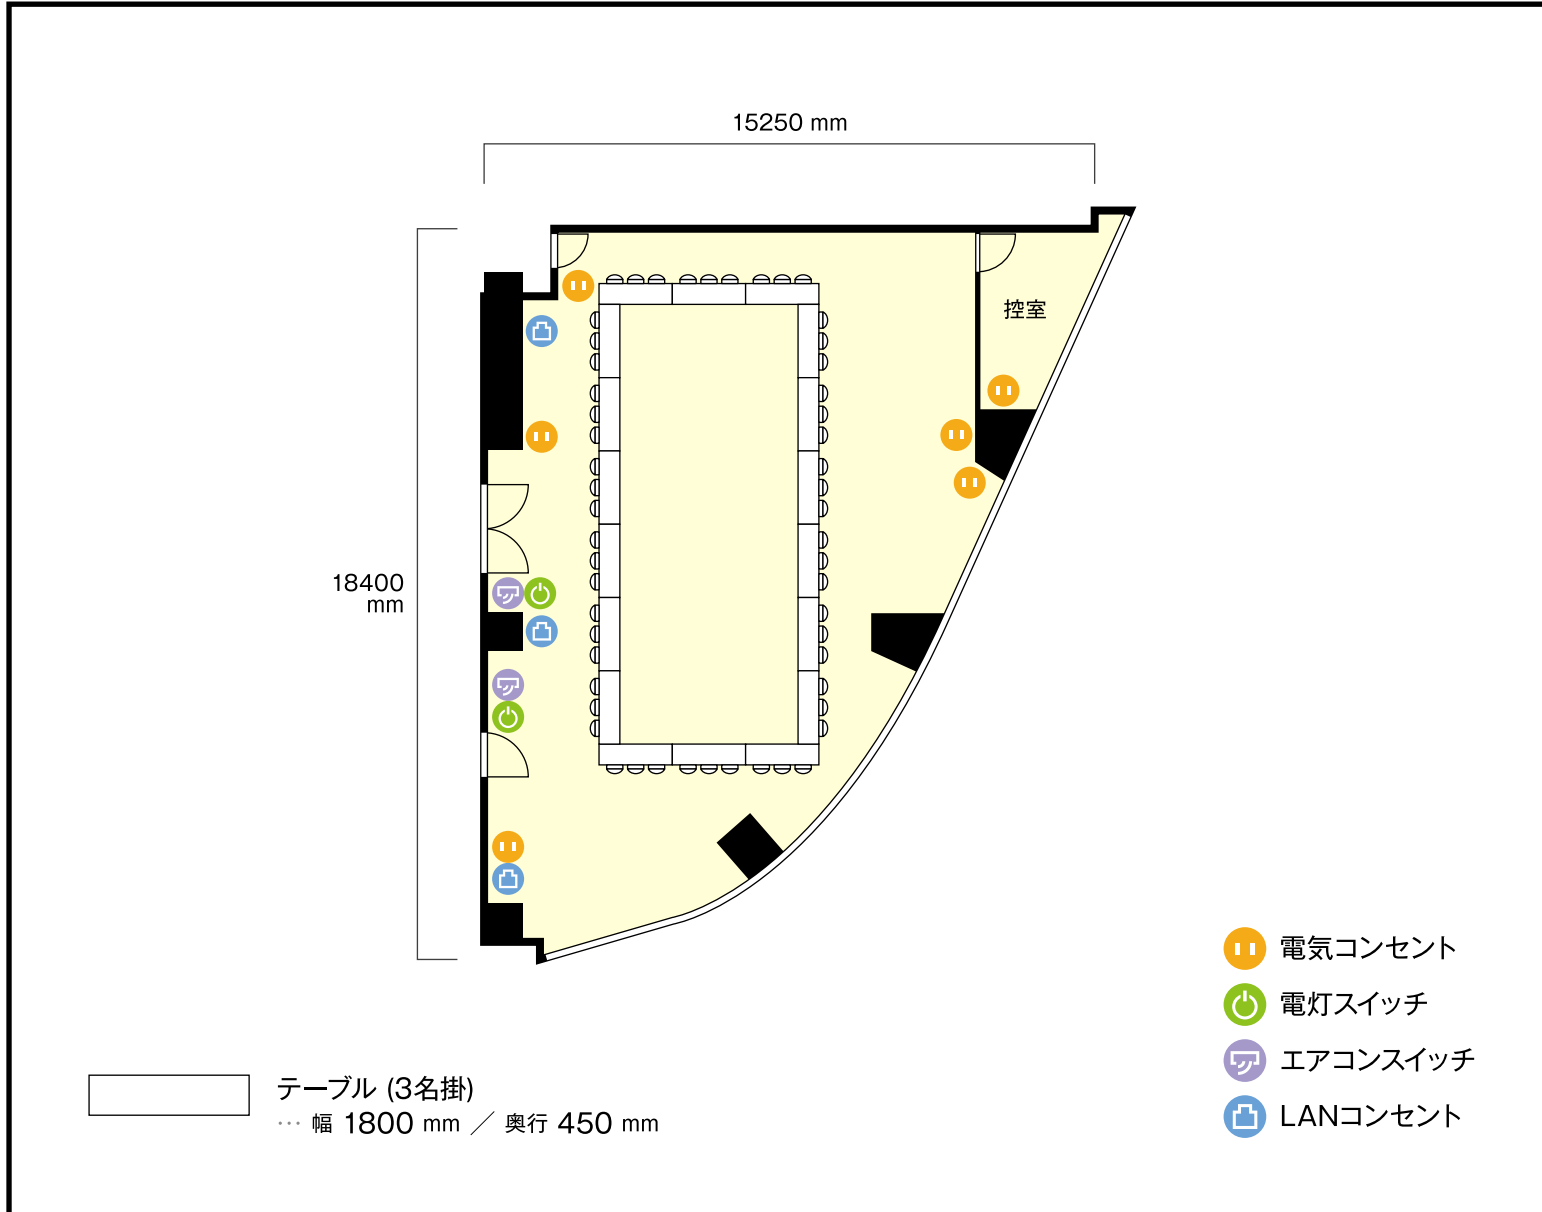 15250 mm
控室
18400
mm
電気コンセント
電灯スイッチ
エアコンスイッチ
LANコンセント
テーブル (3名掛)
… 幅 1800 mm ／ 奥行 450 mm